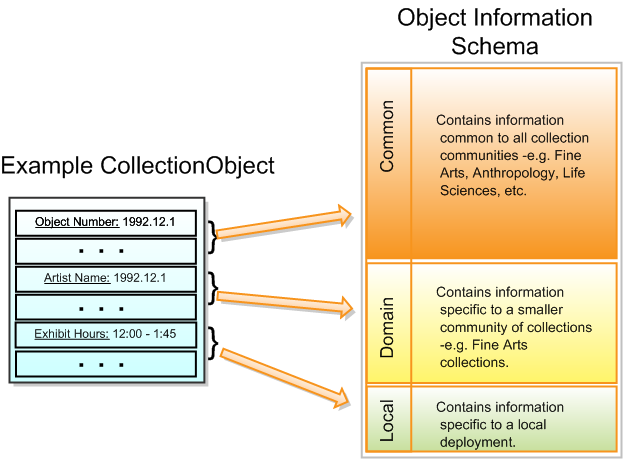 Object Information
Schema
Example CollectionObject
Object Number: 1992.12.1
. . .
Artist Name: 1992.12.1
. . .
Exhibit Hours: 12:00 - 1:45
. . .
Common
Contains information
common to all collection
communities -e.g. Fine
Arts, Anthropology, Life
Sciences, etc.
Domain
Contains information
specific to a smaller
community of collections
-e.g. Fine Arts
collections.
Local
Contains information
specific to a local
deployment.